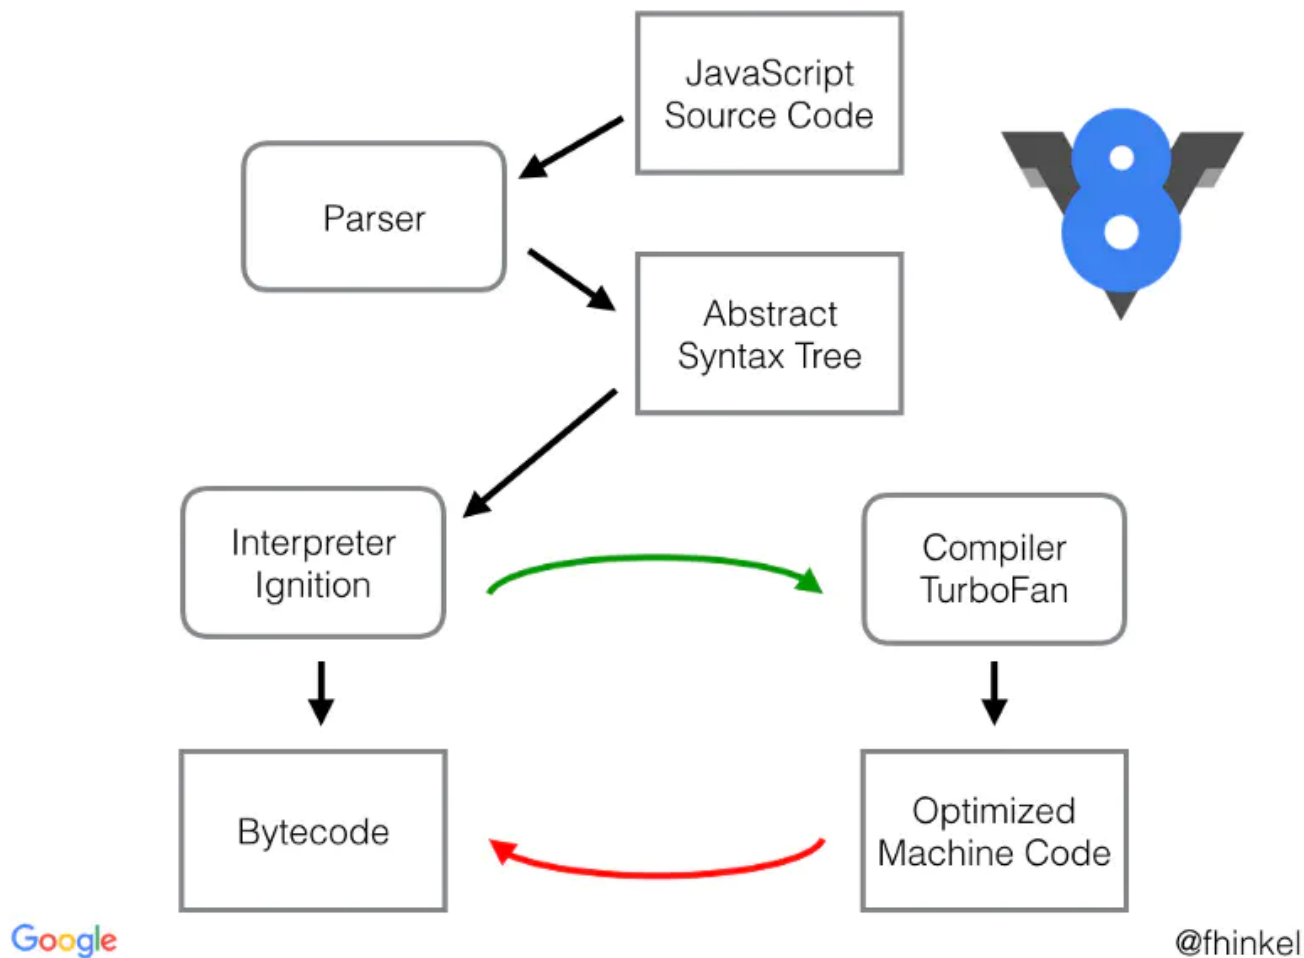 JavaScript
Source Code
Parser
Abstract
Syntax Tree
Interpreter
Ignition
Compiler
TurboFan
Bytecode
Optimized
Machine Code
Google
@fhinkel